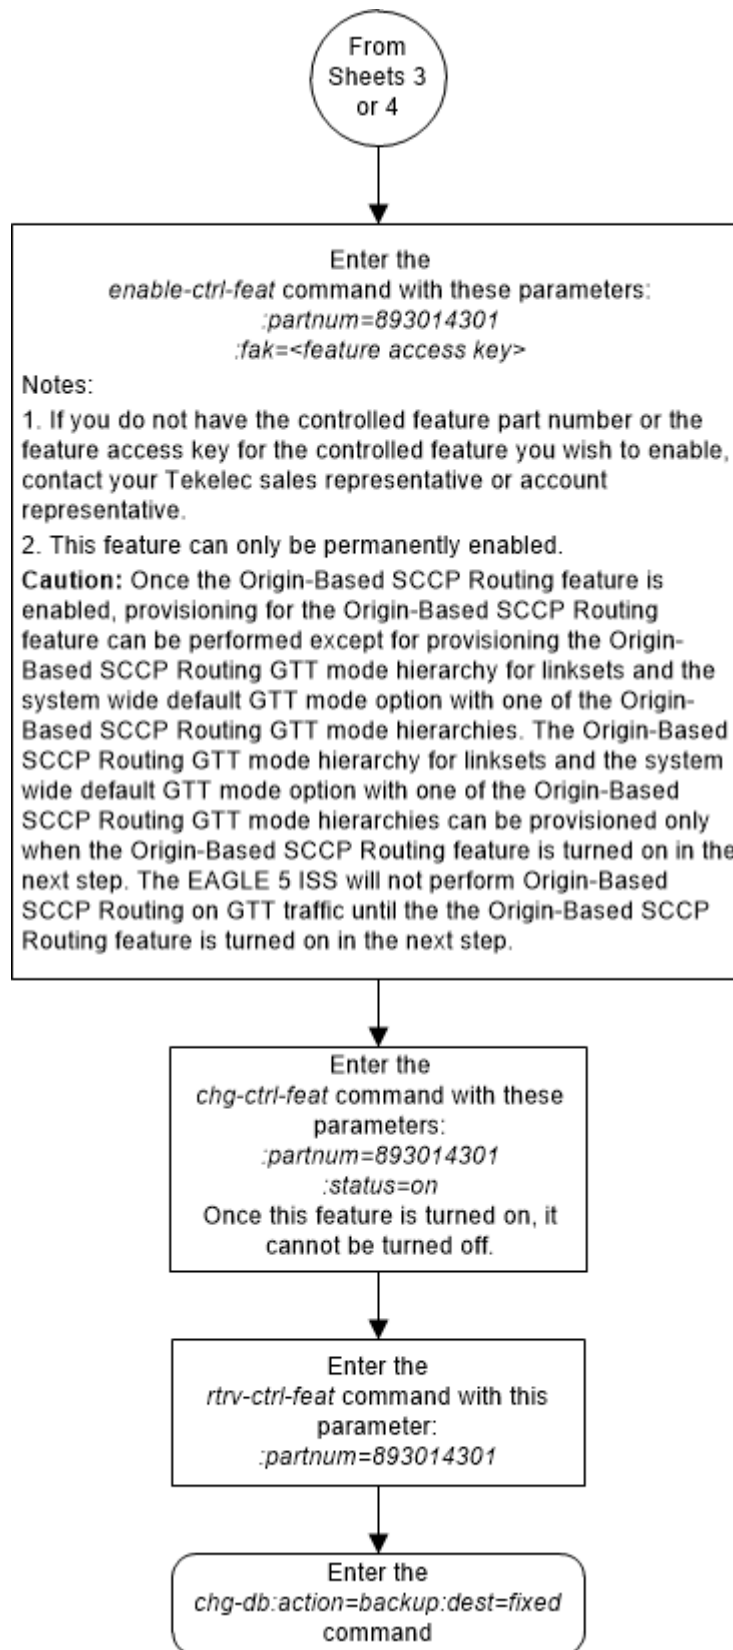 From
Sheets 3
or 4
Enter the
enable-ctrl-feat command with these parameters:
:partnum=893014301
:fak=<feature access key>
Notes:
1. If you do not have the controlled feature part number or the
feature access key for the controlled feature you wish to enable,
contact your Tekelec sales representative or account
representative.
2. This feature can only be permanently enabled.
Caution: Once the Origin-Based SCCP Routing feature is
enabled, provisioning for the Origin-Based SCCP Routing
feature can be performed except for provisioning the Origin-
Based SCCP Routing GTT mode hierarchy for linksets and the
system wide default GTT mode option with one of the Origin-
Based SCCP Routing GTT mode hierarchies. The Origin-Based
SCCP Routing GTT mode hierarchy for linksets and the system
wide default GTT mode option with one of the Origin-Based
SCCP Routing GTT mode hierarchies can be provisioned only
when the Origin-Based SCCP Routing feature is turned on in the
next step. The EAGLE 5 ISS will not perform Origin-Based
SCCP Routing on GTT traffic until the the Origin-Based SCCP
Routing feature is turned on in the next step.
Enter the
chg-ctrl-feat command with these
parameters:
:partnum=893014301
:status=on
Once this feature is turned on, it
cannot be turned off.
Enter the
rtrv-ctrl-feat command with this
parameter:
:partnum=893014301
Enter the
chg-db:action=backup:dest=fixed
command